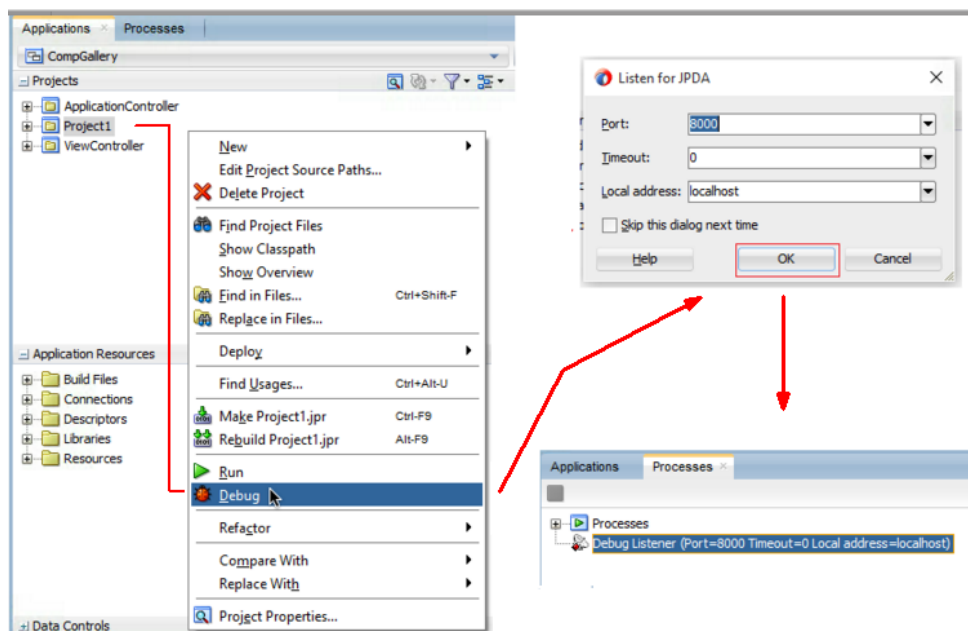 Applications
Processes
CompGallery
Projects
ApplicationController
Project1
ViewController
New
Edit Project Source Paths...
Delete Project
Find Project Files
Show Classpath
Show Overview
Find in Files... Ctrl+Shift-F
Replace in Files...
Deploy
Find Usages... Ctrl+Alt-U
Make Project1.jpr Ctrl-F9
Rebuild Project1.jpr Alt-F9
Run
Debug
Refactor
Compare With
Replace With
Project Properties...
Application Resources
Build Files
Connections
Descriptors
Libraries
Resources
Data Controls
Listen for JPDA
Port: 8000
Timeout: 0
Local address: localhost
Skip this dialog next time
Help OK Cancel
Applications Processes
Processes
Debug Listener (Port=8000 Timeout=0 Local address=localhost)